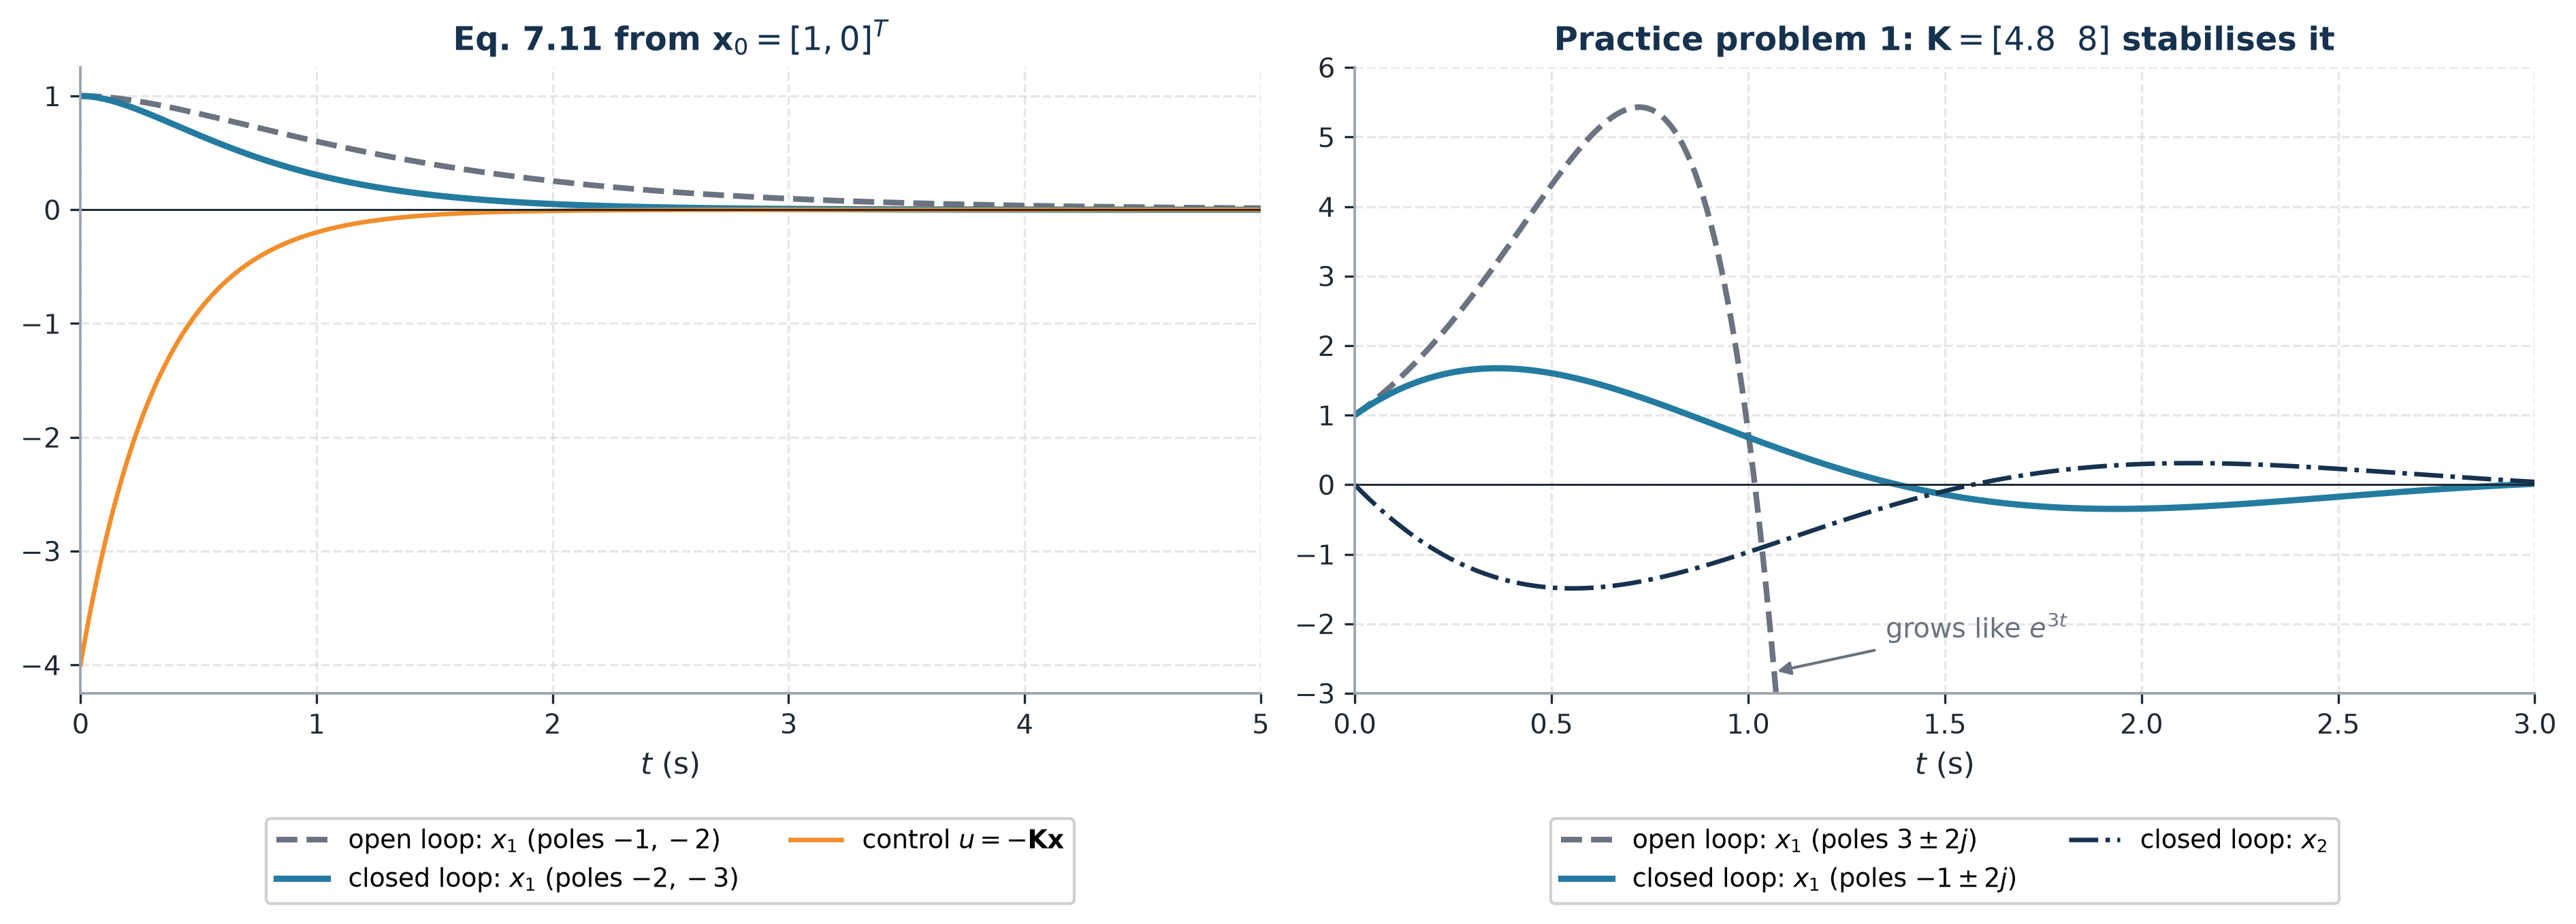 Eq. 7.11 from x₀ = [1, 0]ᵀ
1
0
−1
−2
−3
−4
0 1 2 3 4 5
t (s)
open loop: x₁ (poles −1, −2)
closed loop: x₁ (poles −2, −3)
control u = −Kx
Practice problem 1: K = [4.8 8] stabilises it
6
5
4
3
2
1
0
−1
−2
−3
grows like e³ᵗ
0.0 0.5 1.0 1.5 2.0 2.5 3.0
t (s)
open loop: x₁ (poles 3 ± 2j)
closed loop: x₁ (poles −1 ± 2j)
closed loop: x₂